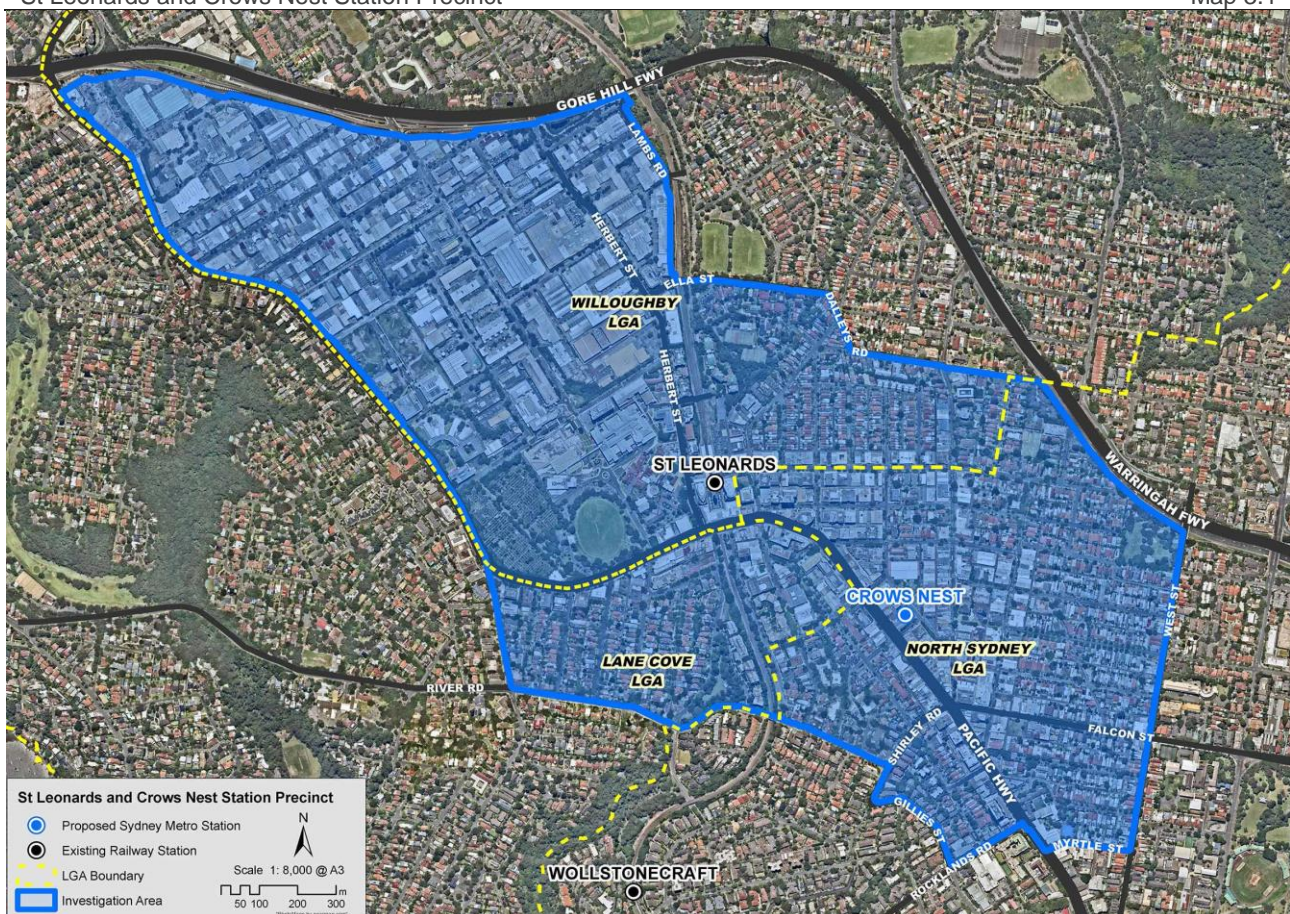 St Leonards and Crows Nest Station Precinct
GORE HILL FWY
LAMBS RD
HERBERT ST
ELLA ST
WILLOUGHBY
LGA
DALLEYS RD
HERBERT ST
ST LEONARDS
WARRINGAH FWY
CROWS NEST
WEST ST
LANE COVE
LGA
NORTH SYDNEY
LGA
RIVER RD
SHIRLEY RD
PACIFIC HWY
FALCON ST
GILLIES ST
MYRTLE ST
ROCKLANDS RD
WOLLSTONECRAFT
St Leonards and Crows Nest Station Precinct
Proposed Sydney Metro Station
Existing Railway Station
LGA Boundary
Investigation Area
N
Scale 1: 8,000 @ A3
m
50 100 200 300